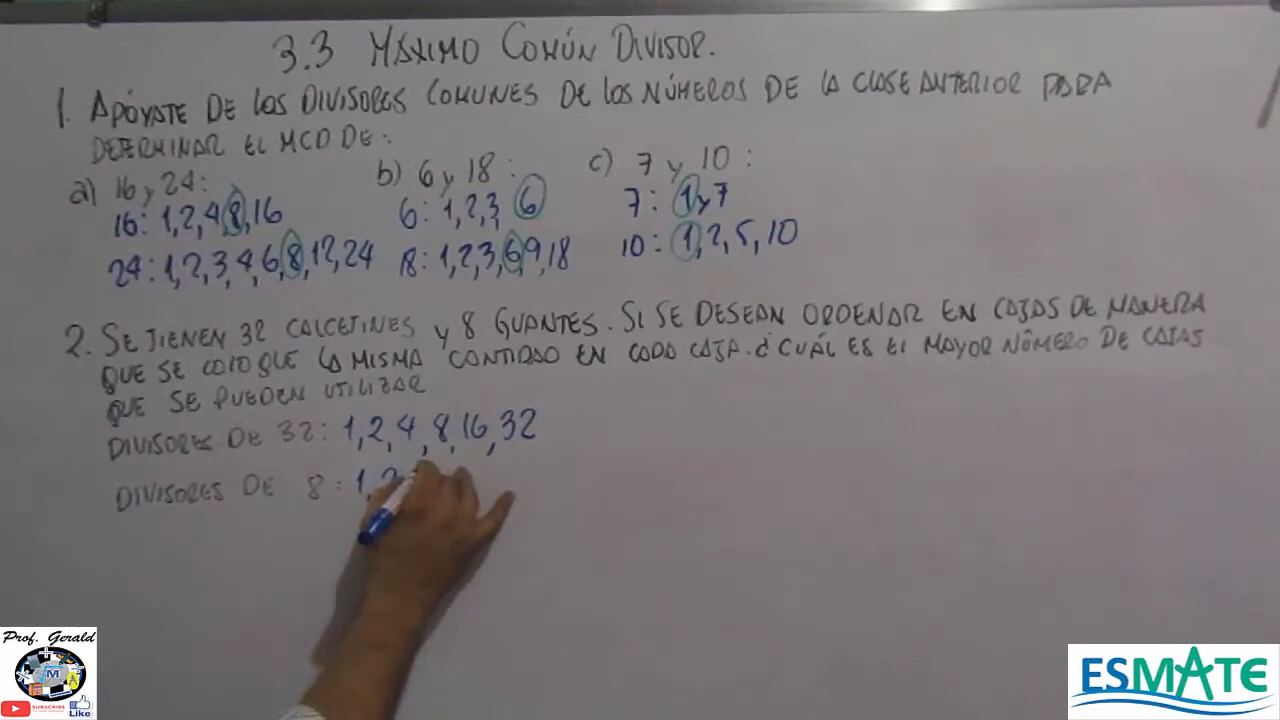 3.3 MÁXIMO COMÚN DIVISOR.
1. APÓYATE DE LOS DIVISORES COMUNES DE LOS NÚMEROS DE LA CLASE ANTERIOR PARA
DETERMINAR EL MCD DE:
a) 16 y 24:
16: 1,2,4,8,16
24: 1,2,3,4,6,8,12,24
b) 6 y 18:
6: 1,2,3,6
18: 1,2,3,6,9,18
c) 7 y 10:
7: 1 y 7
10: 1,2,5,10
2. SE TIENEN 32 CALCETINES y 8 GUANTES. SI SE DESEAN ORDENAR EN CAJAS DE MANERA
QUE SE COLOQUE LA MISMA CANTIDAD EN CADA CAJA. ¿CUÁL ES EL MAYOR NÚMERO DE CAJAS
QUE SE PUEDEN UTILIZAR
DIVISORES DE 32: 1,2,4,8,16,32
DIVISORES DE 8: 1,2
Prof. Gerald
M
SUBSCRIBE
Like
ESMATE